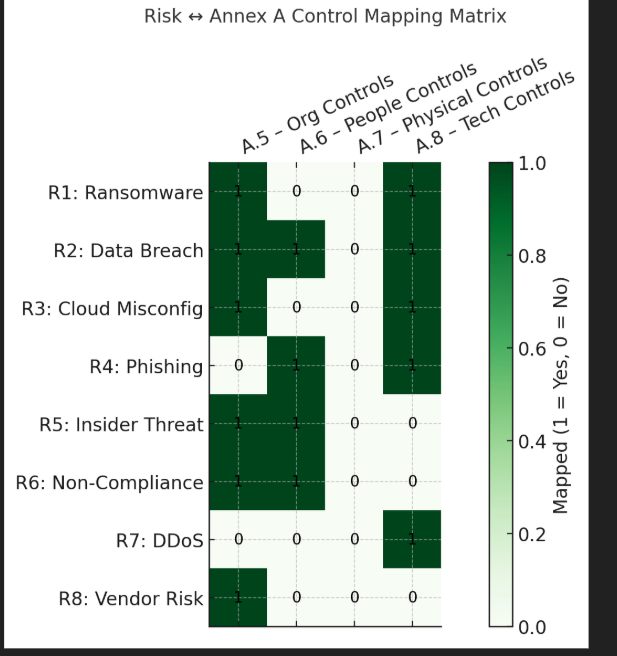 Risk ↔ Annex A Control Mapping Matrix
A.5 – Org Controls
A.6 – People Controls
A.7 – Physical Controls
A.8 – Tech Controls
R1: Ransomware 1 0 0 1
R2: Data Breach 1 1 0 1
R3: Cloud Misconfig 1 0 0 1
R4: Phishing 0 1 0 1
R5: Insider Threat 1 1 0 0
R6: Non-Compliance 1 1 0 0
R7: DDoS 0 0 0 1
R8: Vendor Risk 1 0 0 0
1.0
0.8
0.6
0.4
0.2
0.0
Mapped (1 = Yes, 0 = No)